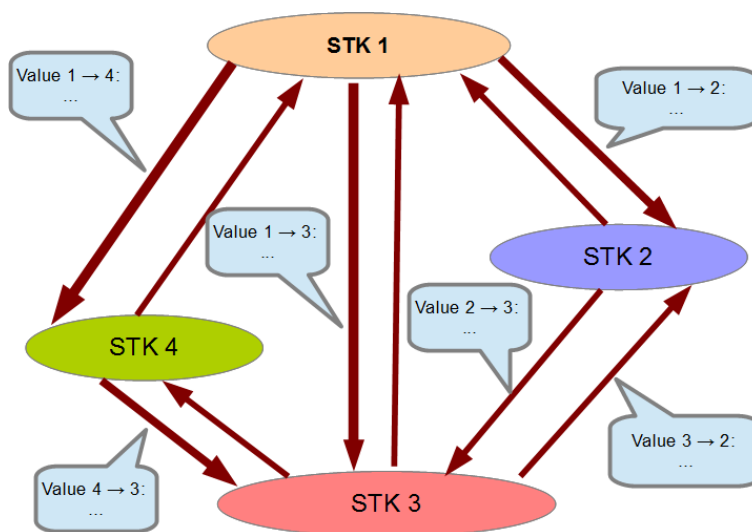 STK 1
Value 1 → 4:
...
Value 1 → 2:
...
Value 1 → 3:
...
STK 2
Value 2 → 3:
...
STK 4
Value 3 → 2:
...
Value 4 → 3:
...
STK 3